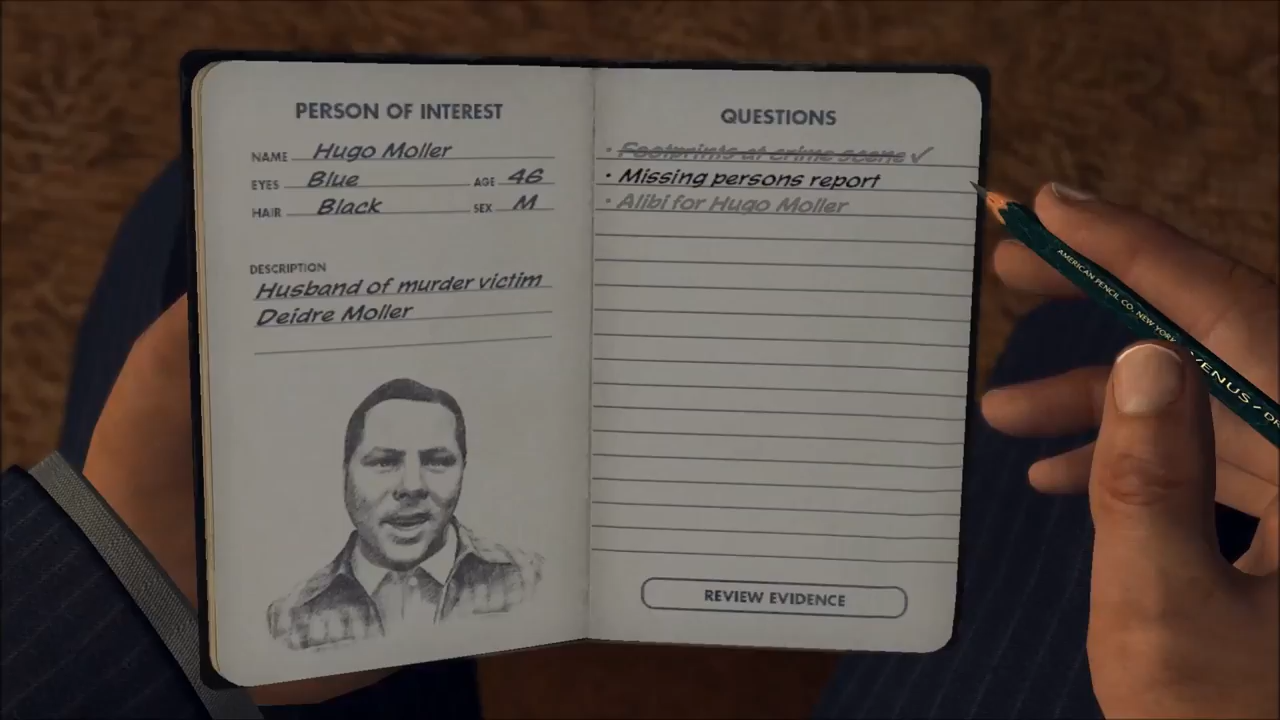 PERSON OF INTEREST
NAME Hugo Moller
EYES Blue AGE 46
HAIR Black SEX M
DESCRIPTION
Husband of murder victim
Deidre Moller
QUESTIONS
· Footprints at crime scene ✓
· Missing persons report
· Alibi for Hugo Moller
REVIEW EVIDENCE
AMERICAN PENCIL CO. NEW YORK VENUS / DR